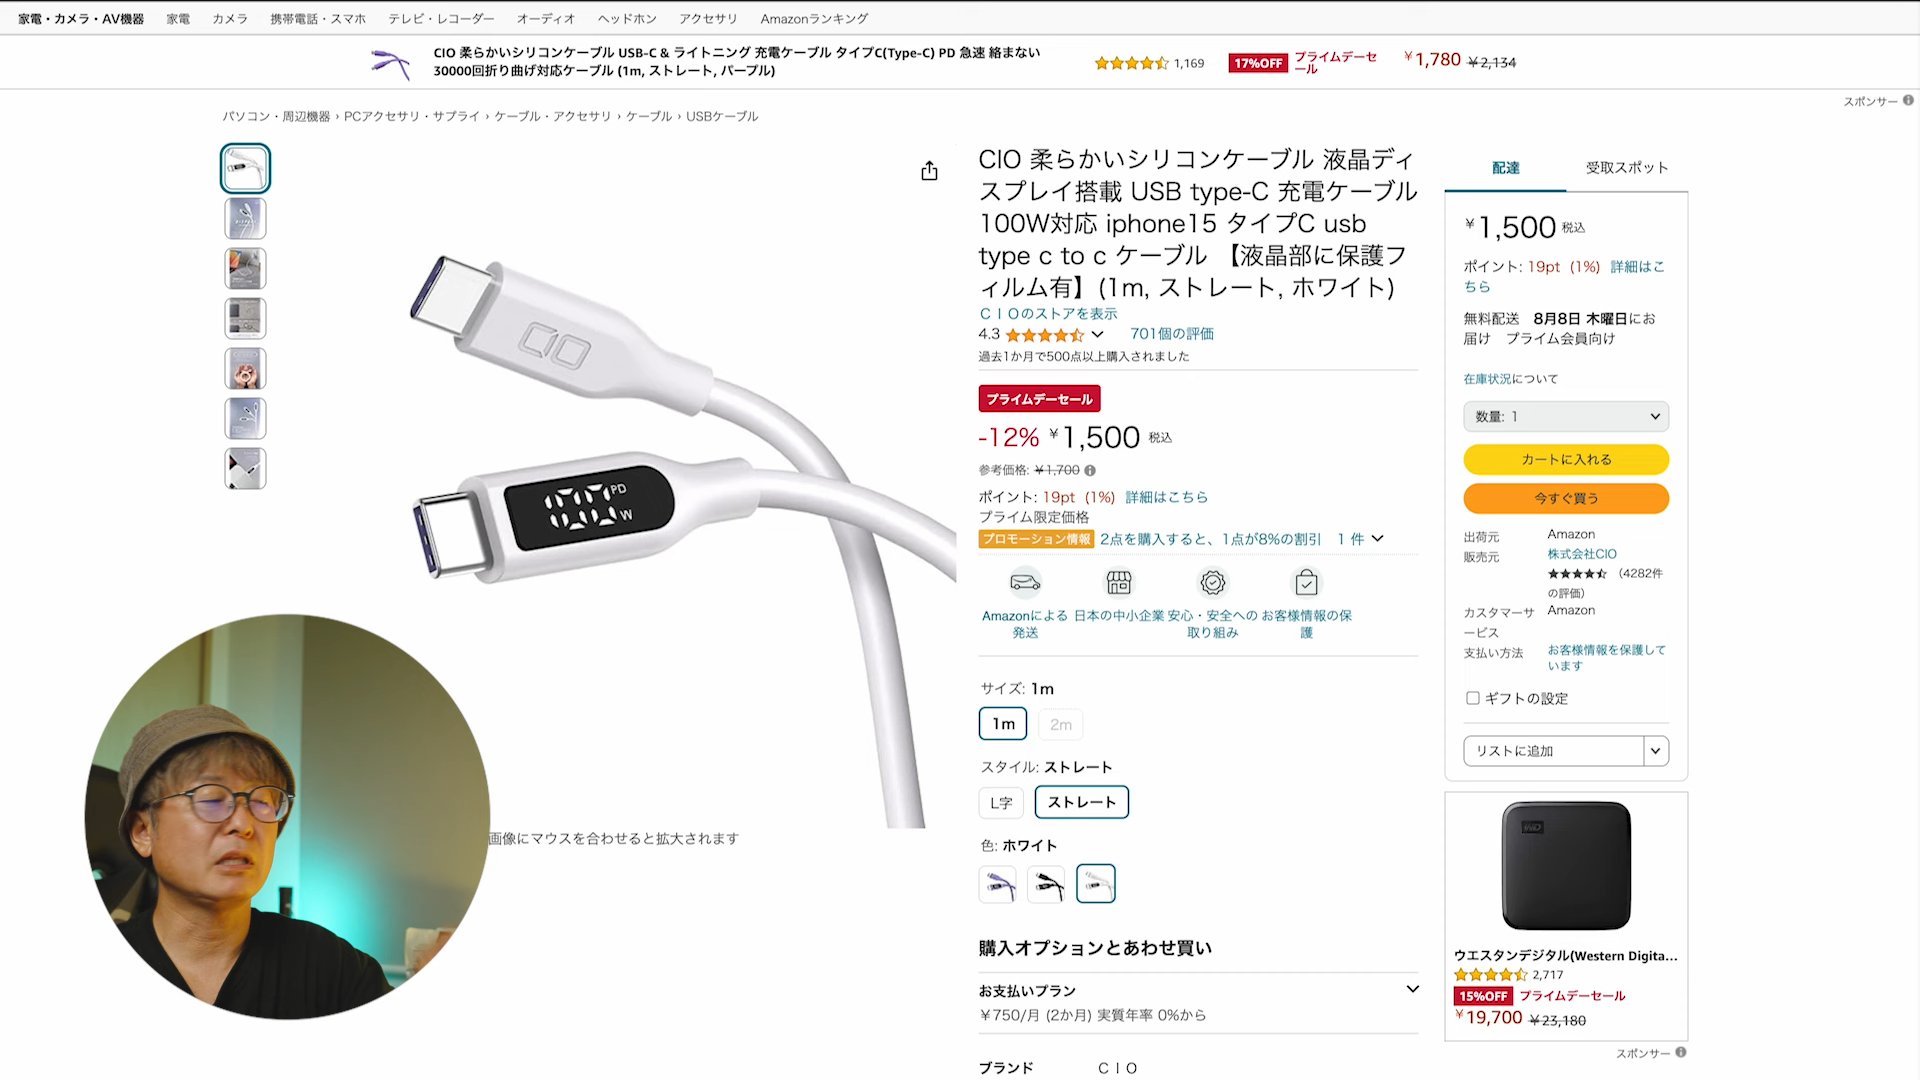 家電・カメラ・AV機器 家電 カメラ 携帯電話・スマホ テレビ・レコーダー オーディオ ヘッドホン アクセサリ Amazonランキング
CIO 柔らかいシリコンケーブル USB-C & ライトニング 充電ケーブル タイプC(Type-C) PD 急速 絡まない
30000回折り曲げ対応ケーブル (1m, ストレート, パープル)
1,169
17%OFF
プライムデーセ
ール
￥1,780 ￥2,134
スポンサー
パソコン・周辺機器 › PCアクセサリ・サプライ › ケーブル・アクセサリ › ケーブル › USBケーブル
CIO
100 PD
W
画像にマウスを合わせると拡大されます
CIO 柔らかいシリコンケーブル 液晶ディ
スプレイ搭載 USB type-C 充電ケーブル
100W対応 iphone15 タイプC usb
type c to c ケーブル 【液晶部に保護フ
ィルム有】(1m, ストレート, ホワイト)
ＣＩＯのストアを表示
4.3 701個の評価
過去1か月で500点以上購入されました
プライムデーセール
-12% ￥1,500 税込
参考価格: ￥1,700
ポイント: 19pt (1%) 詳細はこちら
プライム限定価格
プロモーション情報 2点を購入すると、1点が8%の割引 1 件
Amazonによる
発送
日本の中小企業
安心・安全への
取り組み
お客様情報の保
護
サイズ: 1m
1m 2m
スタイル: ストレート
L字 ストレート
色: ホワイト
購入オプションとあわせ買い
お支払いプラン
￥750/月 (2か月) 実質年率 0%から
ブランド ＣＩＯ
配達 受取スポット
￥1,500 税込
ポイント: 19pt (1%) 詳細はこ
ちら
無料配送 8月8日 木曜日にお
届け プライム会員向け
在庫状況について
数量: 1
カートに入れる
今すぐ買う
出荷元 Amazon
販売元 株式会社CIO
(4282件
の評価)
カスタマーサ
ービス
Amazon
支払い方法 お客様情報を保護して
います
ギフトの設定
リストに追加
WD
ウエスタンデジタル(Western Digita...
2,717
15%OFF プライムデーセール
￥19,700 ￥23,180
スポンサー